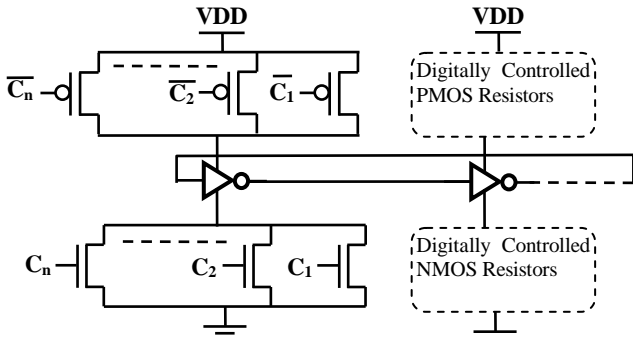 VDD
VDD
C̅n̅ C̅2̅ C̅1̅
Digitally Controlled
PMOS Resistors
Cn C2 C1
Digitally Controlled
NMOS Resistors